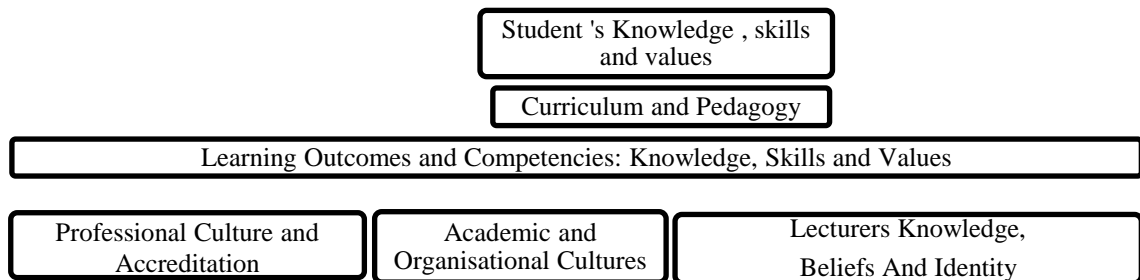 Student 's Knowledge , skills
and values
Curriculum and Pedagogy
Learning Outcomes and Competencies: Knowledge, Skills and Values
Professional Culture and
Accreditation
Academic and
Organisational Cultures
Lecturers Knowledge,
Beliefs And Identity